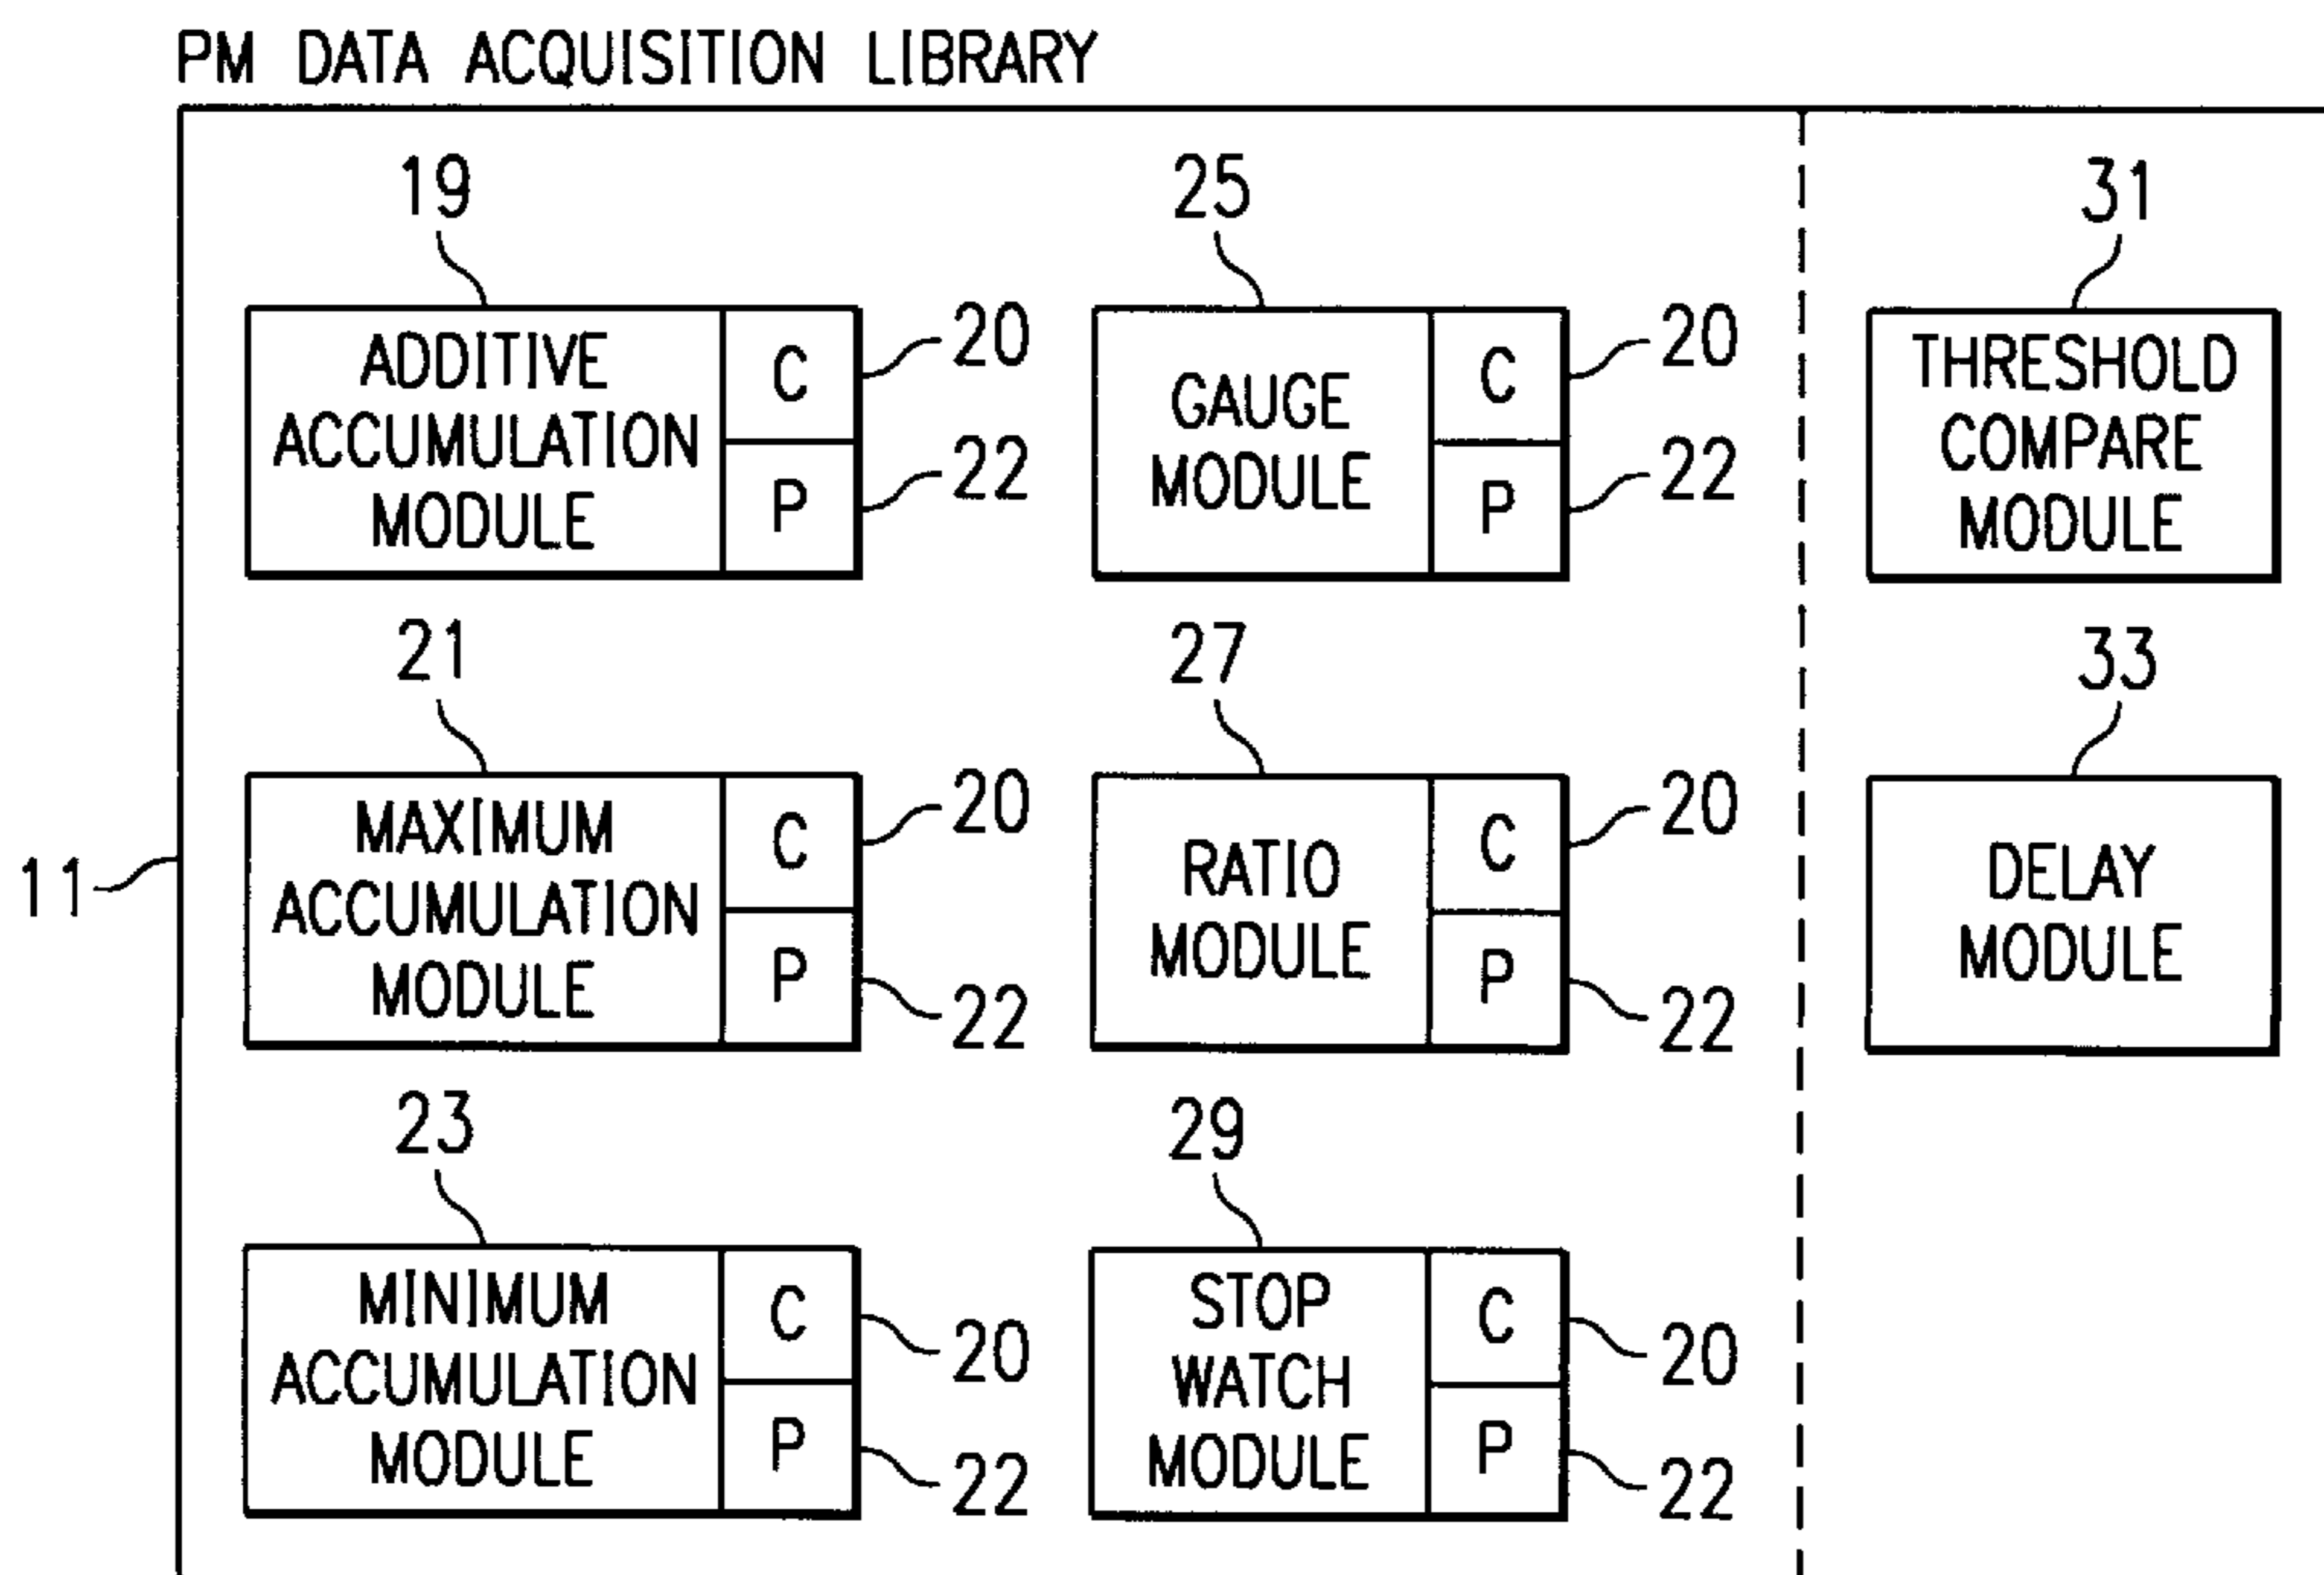 PM DATA ACQUISITION LIBRARY
19
25
31
ADDITIVE
ACCUMULATION
MODULE
C
20
P
22
GAUGE
MODULE
C
20
P
22
THRESHOLD
COMPARE
MODULE
21
27
33
11
MAXIMUM
ACCUMULATION
MODULE
C
20
P
22
RATIO
MODULE
C
20
P
22
DELAY
MODULE
23
29
MINIMUM
ACCUMULATION
MODULE
C
20
P
22
STOP
WATCH
MODULE
C
20
P
22